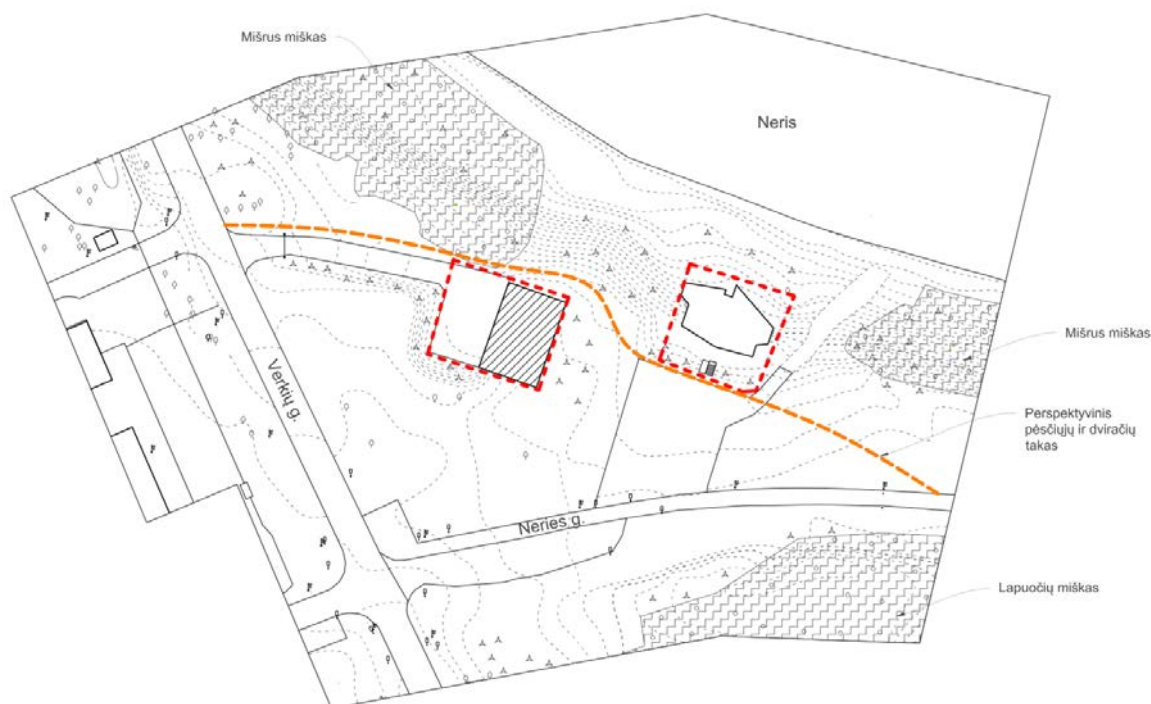 Mišrus miškas
Neris
Verkių g.
Mišrus miškas
Perspektyvinis
pėsčiųjų ir dviračių
takas
Neries g.
Lapuočių miškas